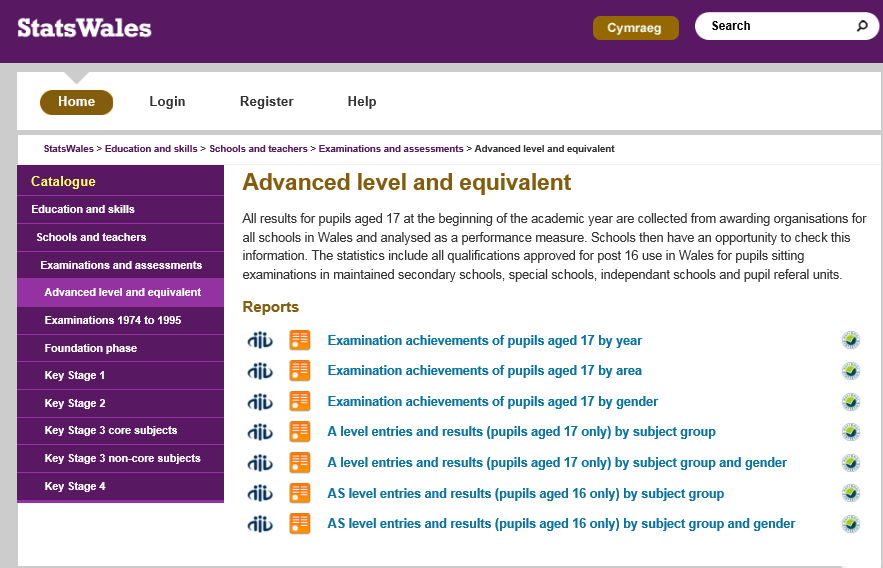 StatsWales
Cymraeg
Search
Home
Login
Register
Help
StatsWales > Education and skills > Schools and teachers > Examinations and assessments > Advanced level and equivalent
Catalogue
Education and skills
Schools and teachers
Examinations and assessments
Advanced level and equivalent
Examinations 1974 to 1995
Foundation phase
Key Stage 1
Key Stage 2
Key Stage 3 core subjects
Key Stage 3 non-core subjects
Key Stage 4
Advanced level and equivalent
All results for pupils aged 17 at the beginning of the academic year are collected from awarding organisations for
all schools in Wales and analysed as a performance measure. Schools then have an opportunity to check this
information. The statistics include all qualifications approved for post 16 use in Wales for pupils sitting
examinations in maintained secondary schools, special schools, independent schools and pupil referal units.
Reports
Examination achievements of pupils aged 17 by year
Examination achievements of pupils aged 17 by area
Examination achievements of pupils aged 17 by gender
A level entries and results (pupils aged 17 only) by subject group
A level entries and results (pupils aged 17 only) by subject group and gender
AS level entries and results (pupils aged 16 only) by subject group
AS level entries and results (pupils aged 16 only) by subject group and gender